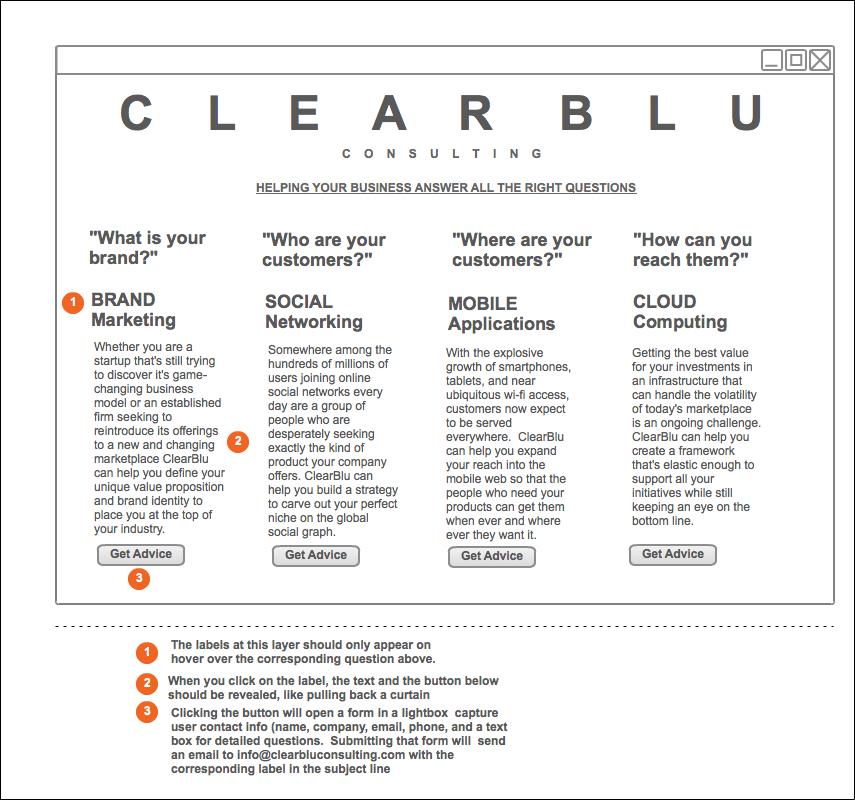 C L E A R B L U
C O N S U L T I N G
HELPING YOUR BUSINESS ANSWER ALL THE RIGHT QUESTIONS
"What is your
brand?"
"Who are your
customers?"
"Where are your
customers?"
"How can you
reach them?"
1
BRAND
Marketing
Whether you are a
startup that's still trying
to discover it's game-
changing business
model or an established
firm seeking to
reintroduce its offerings
to a new and changing
marketplace ClearBlu
can help you define your
unique value proposition
and brand identity to
place you at the top of
your industry.
Get Advice
3
SOCIAL
Networking
2
Somewhere among the
hundreds of millions of
users joining online
social networks every
day are a group of
people who are
desperately seeking
exactly the kind of
product your company
offers. ClearBlu can
help you build a strategy
to carve out your perfect
niche on the global
social graph.
Get Advice
MOBILE
Applications
With the explosive
growth of smartphones,
tablets, and near
ubiquitous wi-fi access,
customers now expect
to be served
everywhere. ClearBlu
can help you expand
your reach into the
mobile web so that the
people who need your
products can get them
when ever and where
ever they want it.
Get Advice
CLOUD
Computing
Getting the best value
for your investments in
an infrastructure that
can handle the volatility
of today's marketplace
is an ongoing challenge.
ClearBlu can help you
create a framework
that's elastic enough to
support all your
initiatives while still
keeping an eye on the
bottom line.
Get Advice
1
The labels at this layer should only appear on
hover over the corresponding question above.
2
When you click on the label, the text and the button below
should be revealed, like pulling back a curtain
3
Clicking the button will open a form in a lightbox capture
user contact info (name, company, email, phone, and a text
box for detailed questions. Submitting that form will send
an email to info@clearbluconsulting.com with the
corresponding label in the subject line